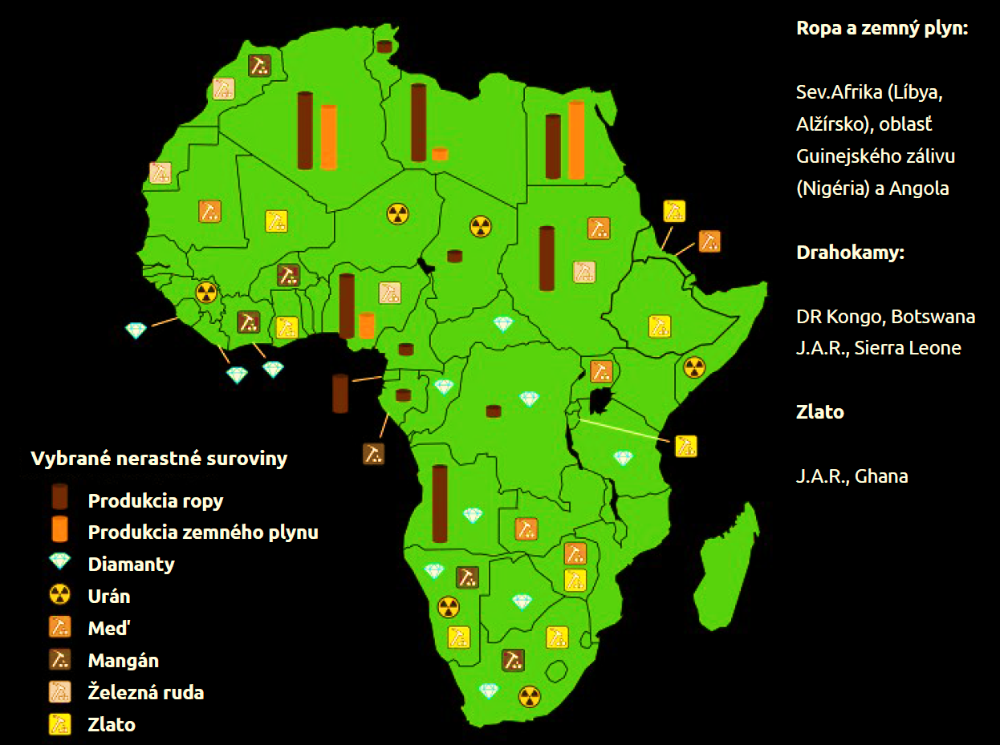 Ropa a zemný plyn:
Sev.Afrika (Líbya,
Alžírsko), oblasť
Guinejského zálivu
(Nigéria) a Angola
Drahokamy:
DR Kongo, Botswana
J.A.R., Sierra Leone
Zlato
J.A.R., Ghana
Vybrané nerastné suroviny
Produkcia ropy
Produkcia zemného plynu
Diamanty
Urán
Meď
Mangán
Železná ruda
Zlato